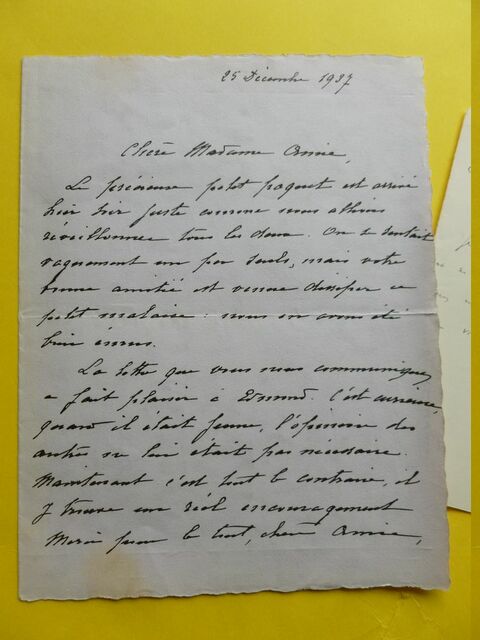 25 Décembre 1937
Chère Madame Amie,
Le précieux petit paquet est arrivé
hier soir juste comme nous allions
réveillonner tous les deux. On se sentait
vaguement un peu seuls, mais votre
bonne amitié est venue dissiper ce
petit malaise : nous en avons été
bien émus.
La lettre que vous nous communiquez
a fait plaisir à Edmond. C'est curieux,
quand il était jeune, l'opinion des
autres ne lui était pas nécessaire.
Maintenant c'est tout le contraire, il
y trouve un réel encouragement
Merci pour le tout, chère Amie,